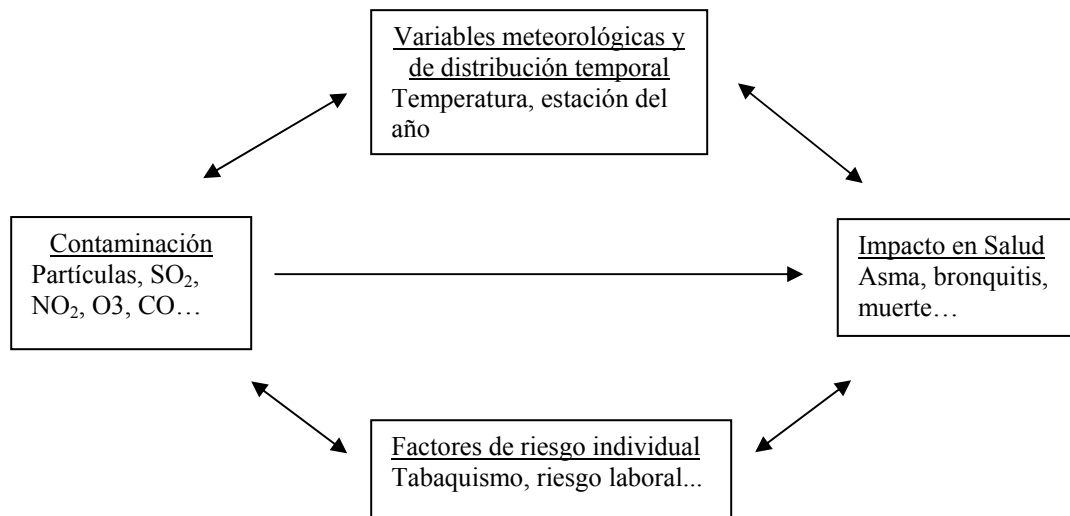 Variables meteorológicas y
de distribución temporal
Temperatura, estación del
año
Contaminación
Partículas, SO₂,
NO₂, O3, CO…
Impacto en Salud
Asma, bronquitis,
muerte…
Factores de riesgo individual
Tabaquismo, riesgo laboral...